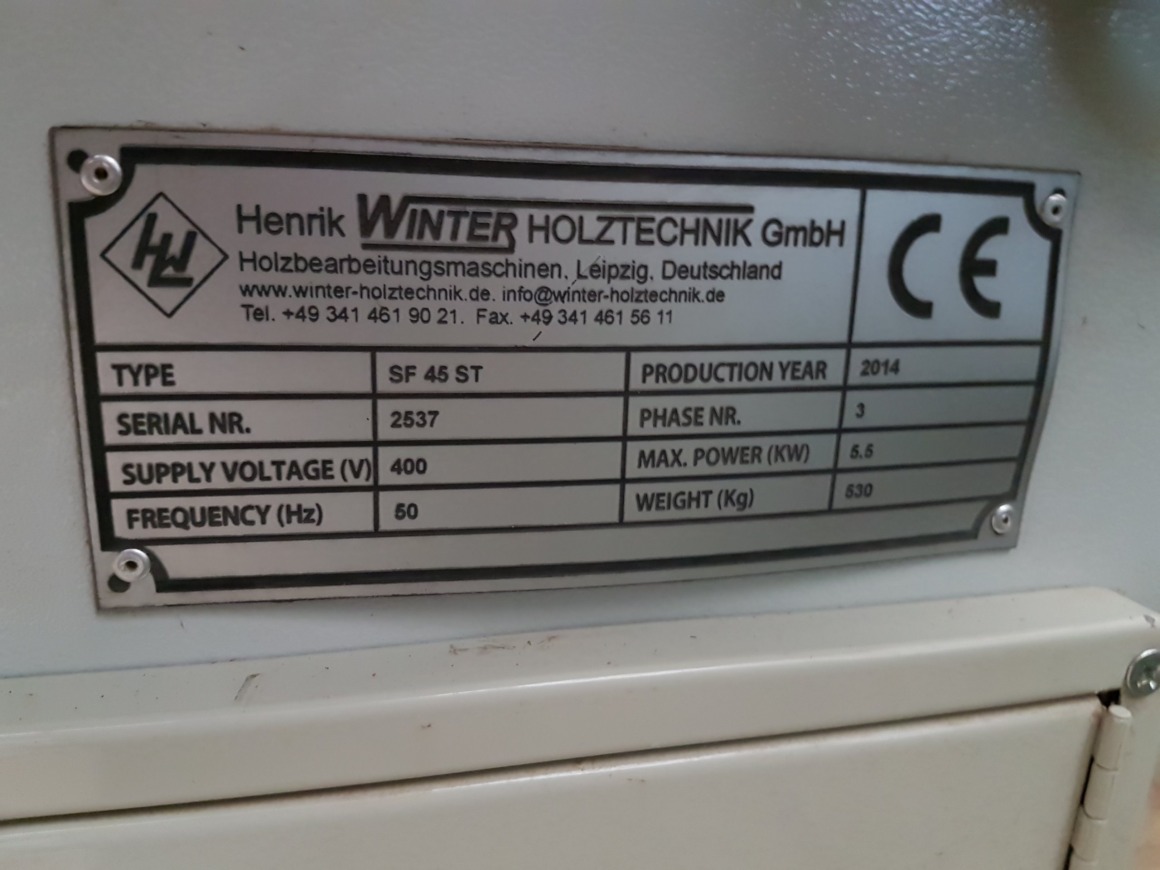 HW
Henrik WINTER HOLZTECHNIK GmbH
Holzbearbeitungsmaschinen, Leipzig, Deutschland
www.winter-holztechnik.de. info@winter-holztechnik.de
Tel. +49 341 461 90 21. Fax. +49 341 461 56 11
CE
TYPE SF 45 ST PRODUCTION YEAR 2014
SERIAL NR. 2537 PHASE NR. 3
SUPPLY VOLTAGE (V) 400 MAX. POWER (KW) 5.5
FREQUENCY (Hz) 50 WEIGHT (Kg) 530